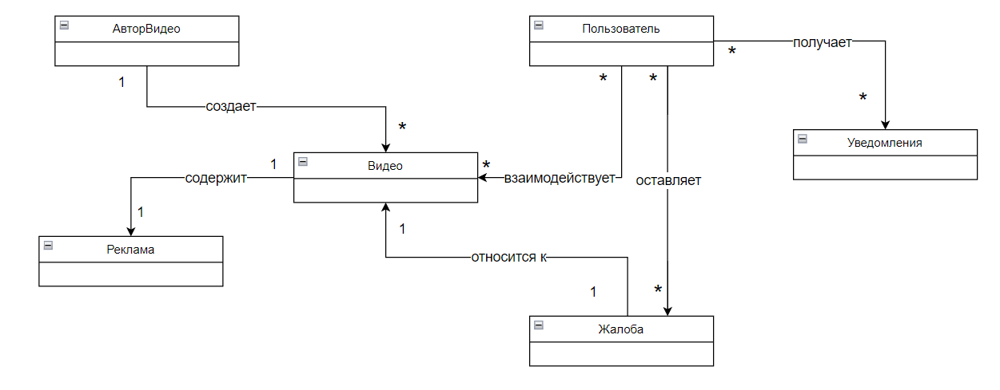 АвторВидео
Пользователь
получает
*
1
*
*
*
создает
*
Уведомления
1
Видео
*
содержит
взаимодействует
оставляет
1
1
Реклама
относится к
1
*
Жалоба